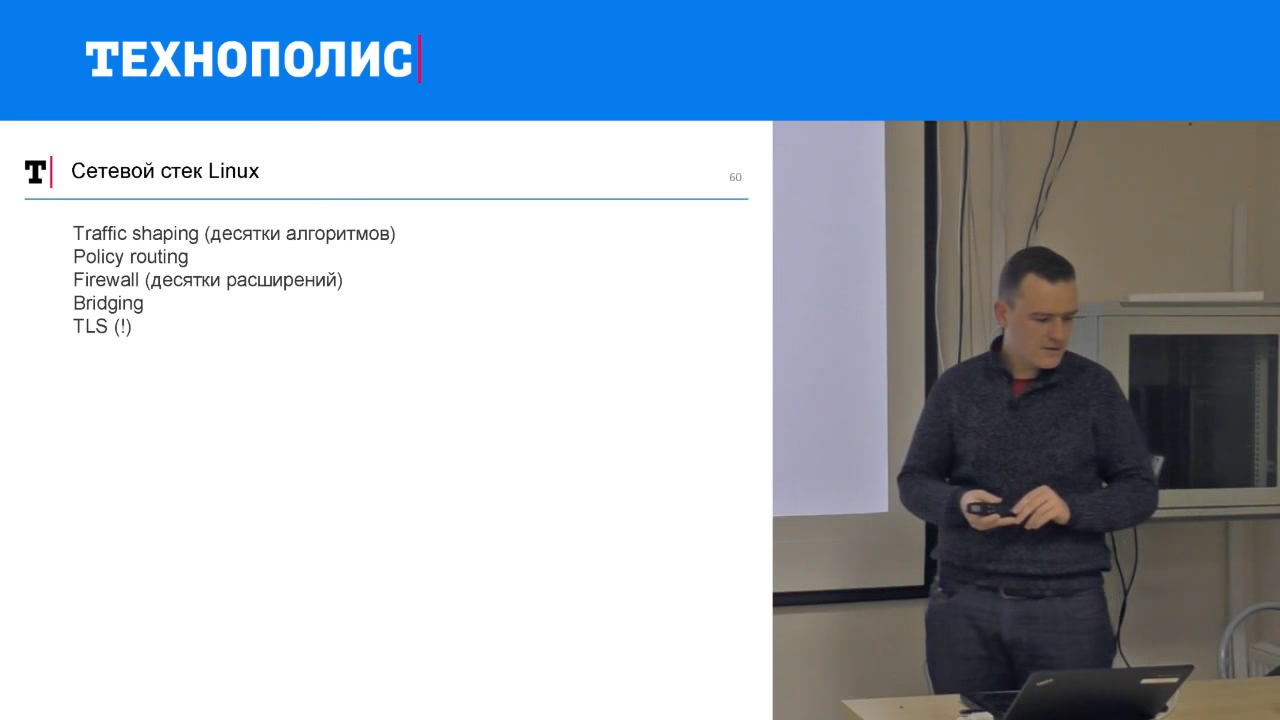 ТЕХНОПОЛИС
T
Сетевой стек Linux
60
Traffic shaping (десятки алгоритмов)
Policy routing
Firewall (десятки расширений)
Bridging
TLS (!)